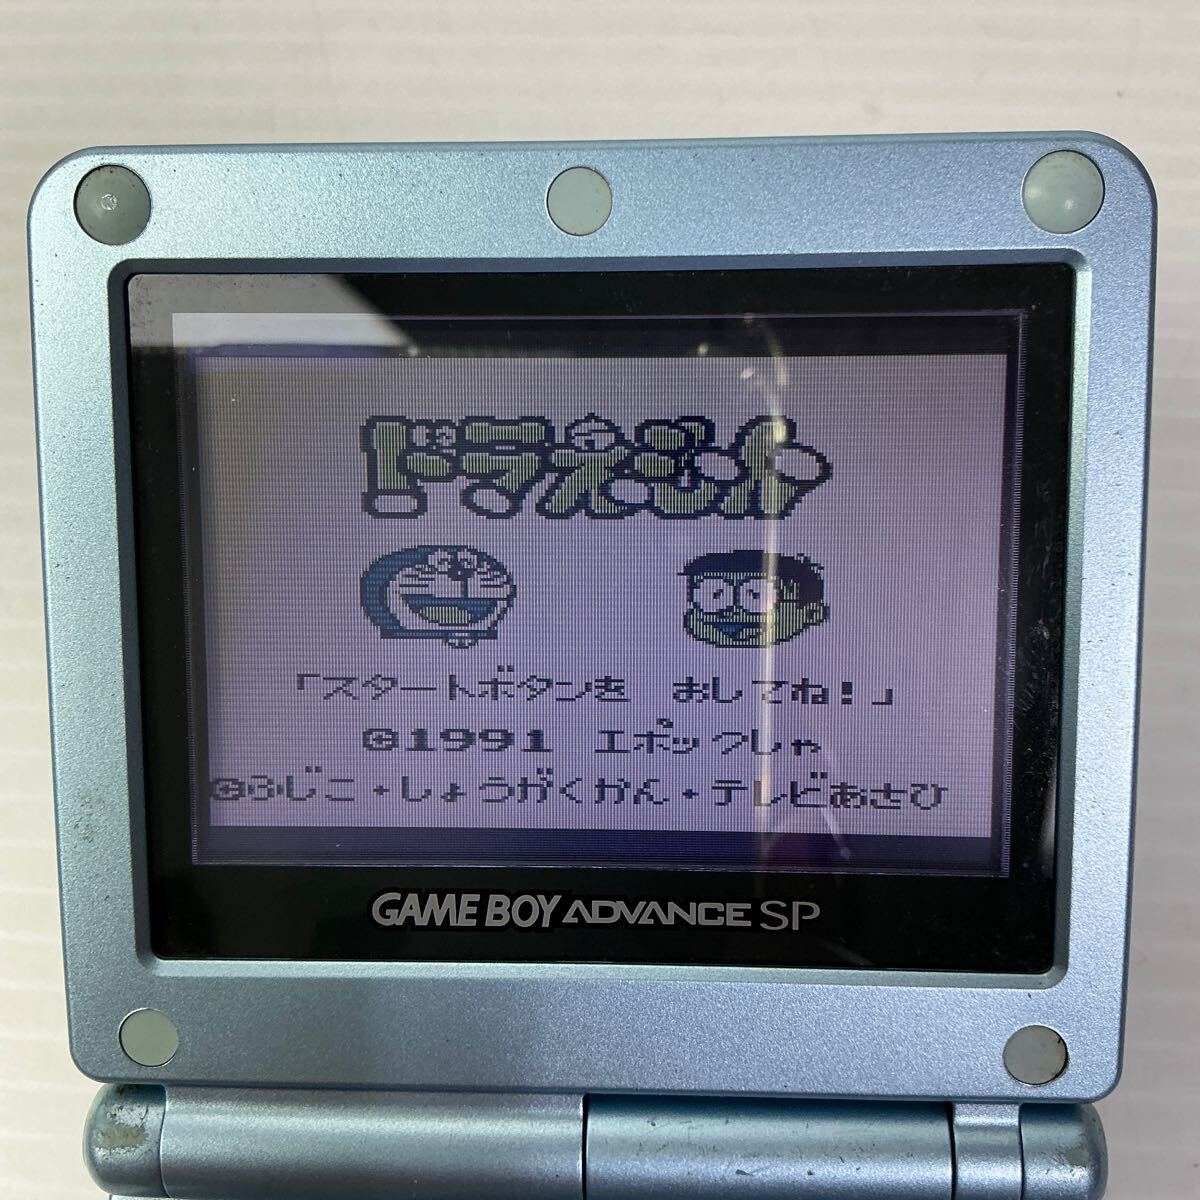 ドラえもん
「スタートボタンを おしてね!」
©1991 エポックしゃ
©ふじこ・しょうがくかん・テレビあさひ
GAME BOY ADVANCE SP